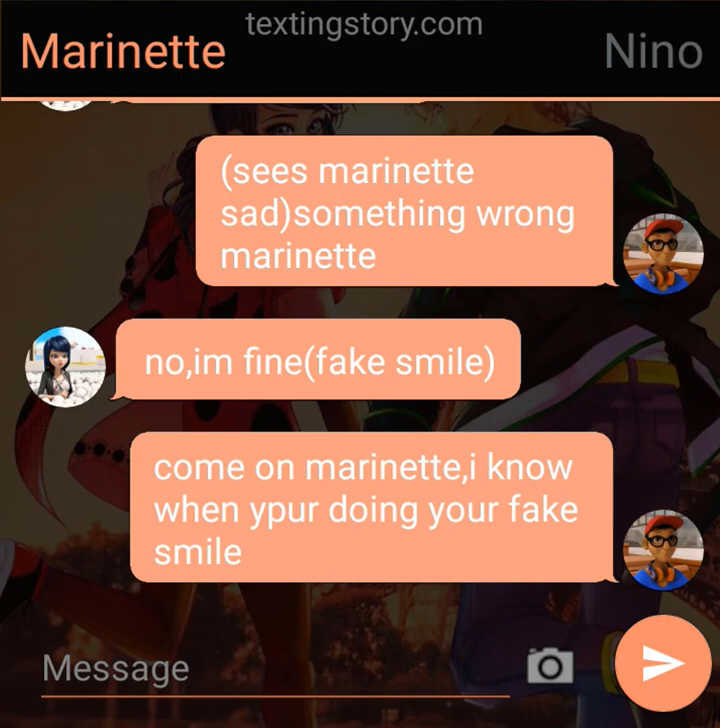 textingstory.com
Marinette
Nino
(sees marinette
sad)something wrong
marinette
no,im fine(fake smile)
come on marinette,i know
when ypur doing your fake
smile
Message